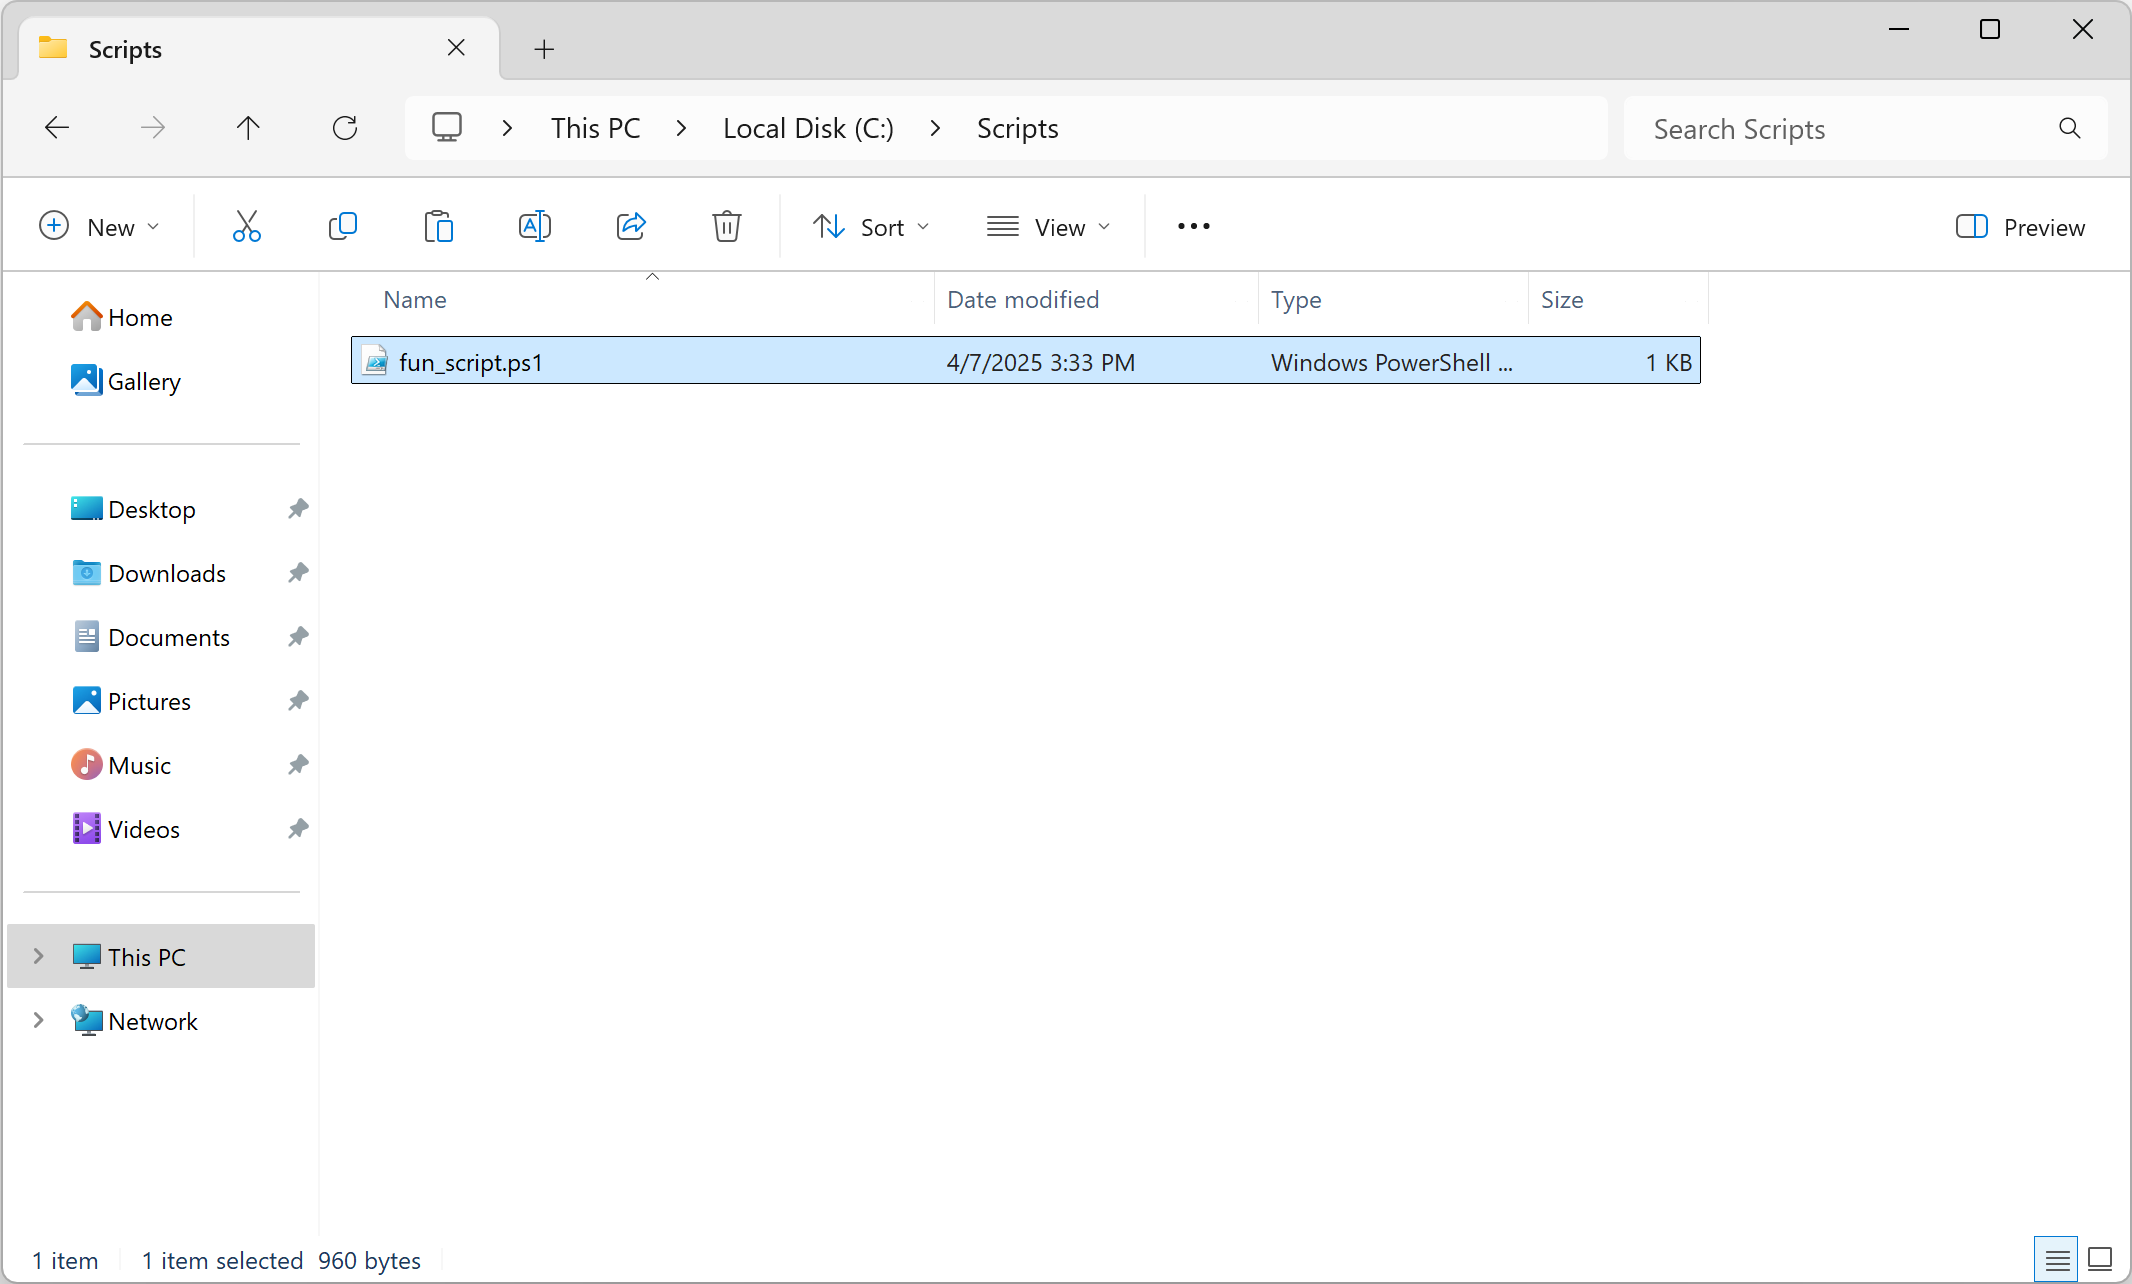 Scripts
This PC
Local Disk (C:)
Scripts
Search Scripts
New
Sort
View
Preview
Name
Date modified
Type
Size
fun_script.ps1
4/7/2025 3:33 PM
Windows PowerShell ...
1 KB
Home
Gallery
Desktop
Downloads
Documents
Pictures
Music
Videos
This PC
Network
1 item
1 item selected 960 bytes